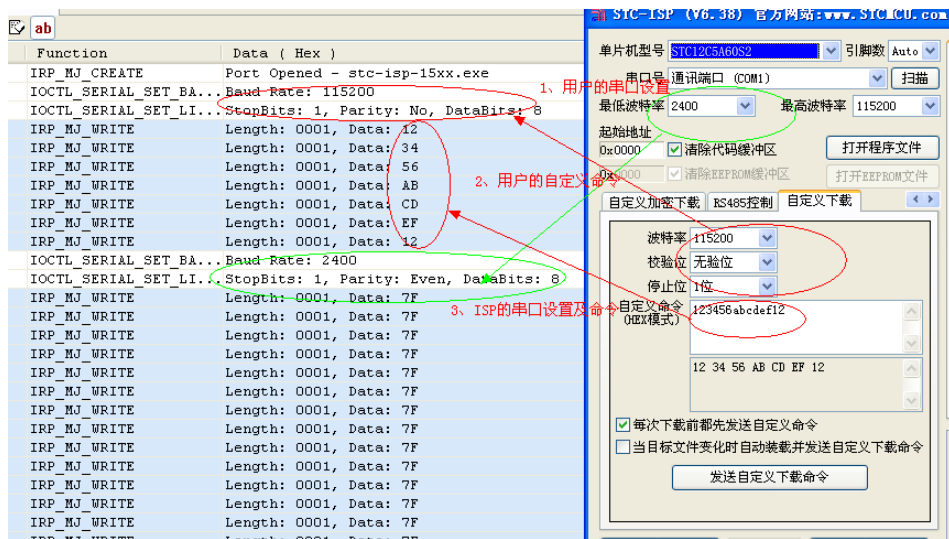 ab
Function Data ( Hex )
IRP_MJ_CREATE Port Opened - stc-isp-15xx.exe
IOCTL_SERIAL_SET_BA...Baud Rate: 115200
IOCTL_SERIAL_SET_LI...StopBits: 1, Parity: No, DataBits: 8
IRP_MJ_WRITE Length: 0001, Data: 12
IRP_MJ_WRITE Length: 0001, Data: 34
IRP_MJ_WRITE Length: 0001, Data: 56
IRP_MJ_WRITE Length: 0001, Data: AB
IRP_MJ_WRITE Length: 0001, Data: CD
IRP_MJ_WRITE Length: 0001, Data: EF
IRP_MJ_WRITE Length: 0001, Data: 12
IOCTL_SERIAL_SET_BA...Baud Rate: 2400
IOCTL_SERIAL_SET_LI...StopBits: 1, Parity: Even, DataBits: 8
IRP_MJ_WRITE Length: 0001, Data: 7F
IRP_MJ_WRITE Length: 0001, Data: 7F
IRP_MJ_WRITE Length: 0001, Data: 7F
IRP_MJ_WRITE Length: 0001, Data: 7F
IRP_MJ_WRITE Length: 0001, Data: 7F
IRP_MJ_WRITE Length: 0001, Data: 7F
IRP_MJ_WRITE Length: 0001, Data: 7F
IRP_MJ_WRITE Length: 0001, Data: 7F
IRP_MJ_WRITE Length: 0001, Data: 7F
IRP_MJ_WRITE Length: 0001, Data: 7F
IRP_MJ_WRITE Length: 0001, Data: 7F
IRP_MJ_WRITE Length: 0001, Data: 7F
IRP_MJ_WRITE Length: 0001, Data: 7F
1、用户的串口设置
2、用户的自定义命令
3、ISP的串口设置及命令
STC-ISP (V6.38) 官方网站:www.STCMCU.com
单片机型号 STC12C5A60S2 引脚数 Auto
串口号 通讯端口 (COM1) 扫描
最低波特率 2400 最高波特率 115200
起始地址
0x0000 清除代码缓冲区 打开程序文件
0x0000 清除EEPROM缓冲区 打开EEPROM文件
自定义加密下载 RS485控制 自定义下载
波特率 115200
校验位 无验位
停止位 1位
自定义命令 123456abcdef12
(HEX模式)
12 34 56 AB CD EF 12
每次下载前都先发送自定义命令
当目标文件变化时自动装载并发送自定义下载命令
发送自定义下载命令